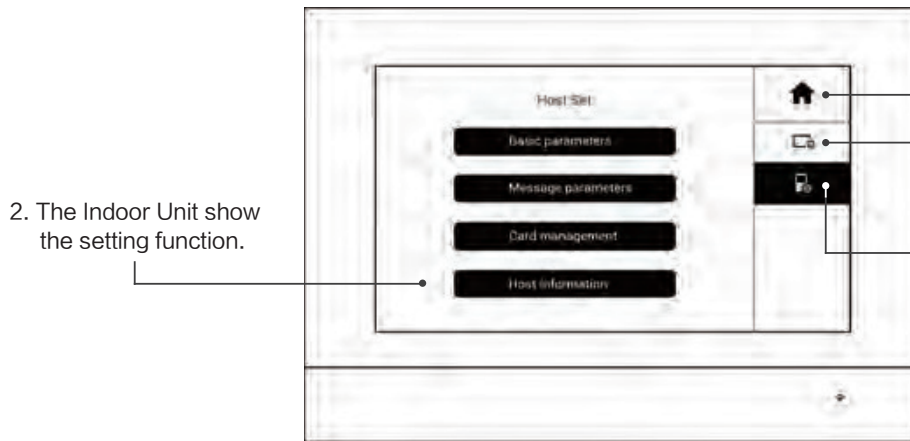 Host Set
Basic parameters
Message parameters
Card management
Host information
2. The Indoor Unit show
the setting function.